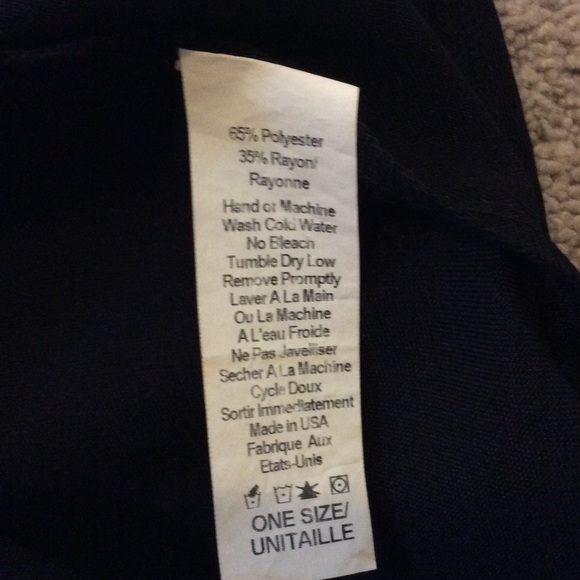 65% Polyester
35% Rayon/
Rayonne
Hand or Machine
Wash Cold Water
No Bleach
Tumble Dry Low
Remove Promptly
Laver A La Main
Ou La Machine
A L'eau Froide
Ne Pas Javelliser
Secher A La Machine
Cycle Doux
Sortir Immediatement
Made in USA
Fabrique Aux
Etats-Unis
ONE SIZE/
UNITAILLE